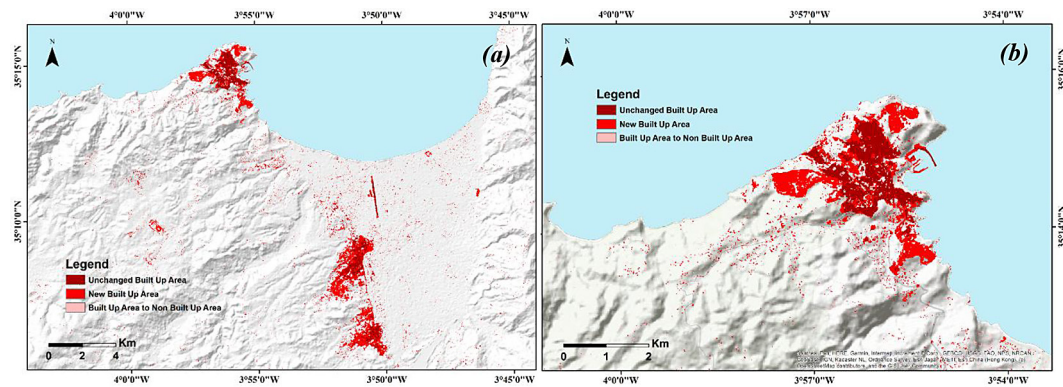 4°0'0"W 3°55'0"W 3°50'0"W 3°45'0"W
N
(a)
35°15'0"N
35°10'0"N
Legend
Unchanged Built Up Area
New Built Up Area
Built Up Area to Non Built Up Area
Km
0 2 4
4°0'0"W 3°55'0"W 3°50'0"W 3°45'0"W
4°0'0"W 3°57'0"W 3°54'0"W
N
(b)
Legend
Unchanged Built Up Area
New Built Up Area
Built Up Area to Non Built Up Area
Km
0 1 2
4°0'0"W 3°57'0"W 3°54'0"W